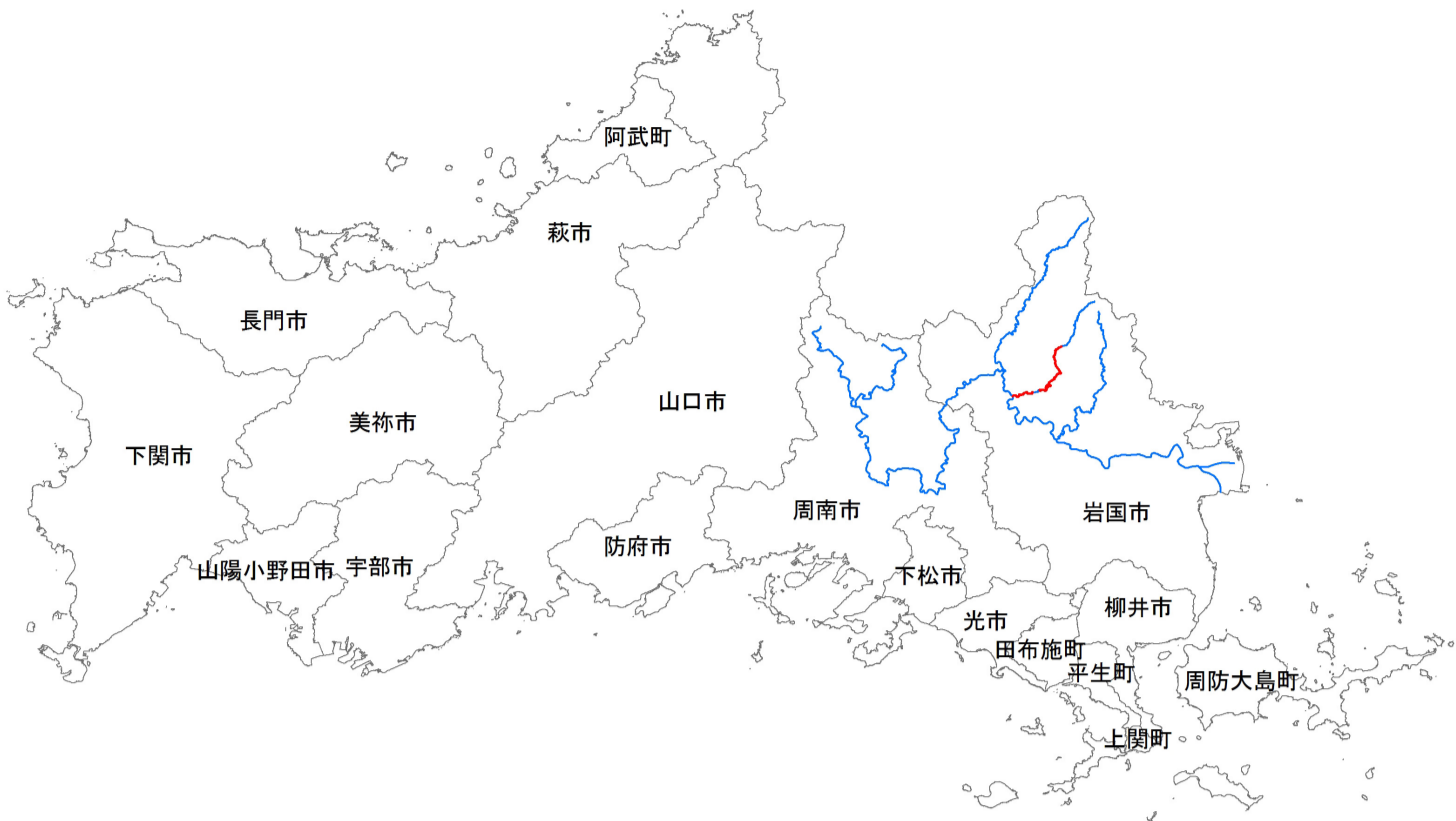 阿武町
萩市
長門市
山口市
美祢市
下関市
周南市
岩国市
防府市
山陽小野田市
宇部市
下松市
柳井市
光市
田布施町
平生町
周防大島町
上関町